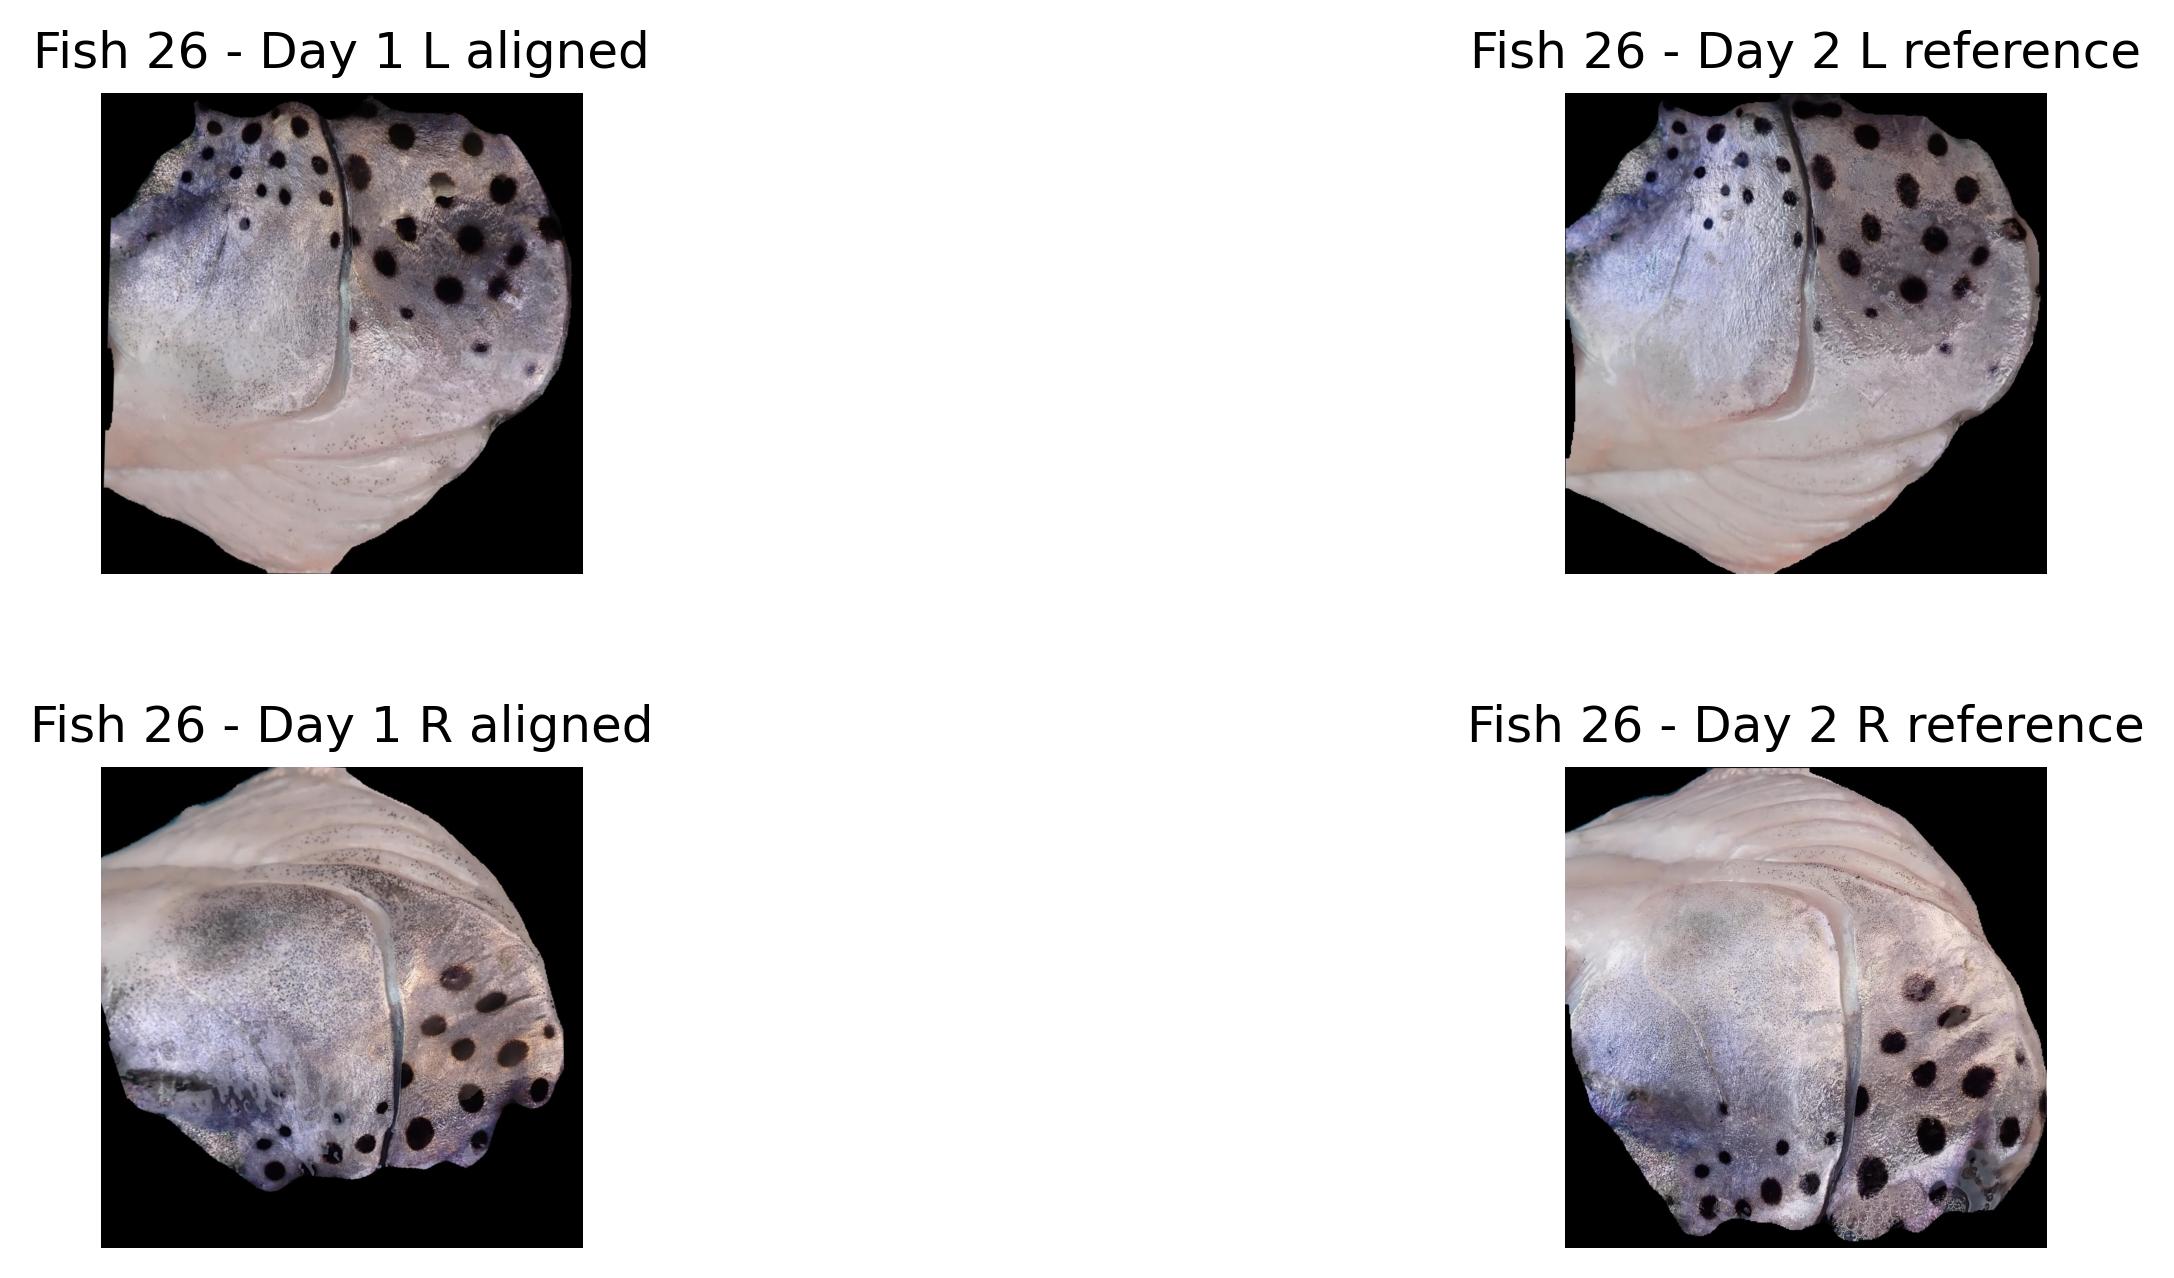 Fish 26 - Day 1 L aligned
Fish 26 - Day 2 L reference
Fish 26 - Day 1 R aligned
Fish 26 - Day 2 R reference